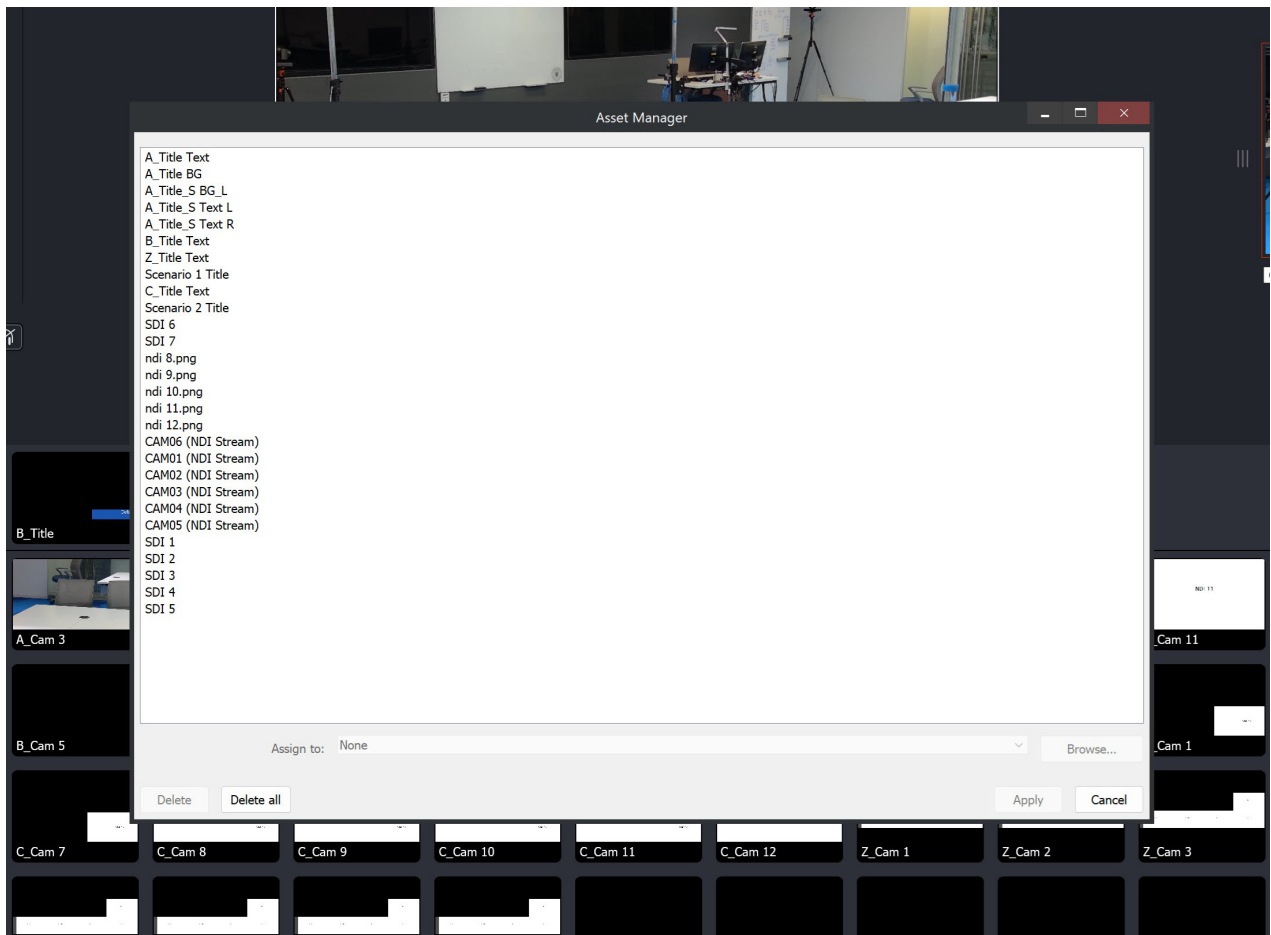 Asset Manager
A_Title Text
A_Title BG
A_Title_S BG_L
A_Title_S Text L
A_Title_S Text R
B_Title Text
Z_Title Text
Scenario 1 Title
C_Title Text
Scenario 2 Title
SDI 6
SDI 7
ndi 8.png
ndi 9.png
ndi 10.png
ndi 11.png
ndi 12.png
CAM06 (NDI Stream)
CAM01 (NDI Stream)
CAM02 (NDI Stream)
CAM03 (NDI Stream)
CAM04 (NDI Stream)
CAM05 (NDI Stream)
SDI 1
SDI 2
SDI 3
SDI 4
SDI 5
Assign to: None
Browse...
Delete
Delete all
Apply
Cancel
B_Title
NDI 11
A_Cam 3
_Cam 11
B_Cam 5
Cam 1
C_Cam 7
C_Cam 8
C_Cam 9
C_Cam 10
C_Cam 11
C_Cam 12
Z_Cam 1
Z_Cam 2
Z_Cam 3